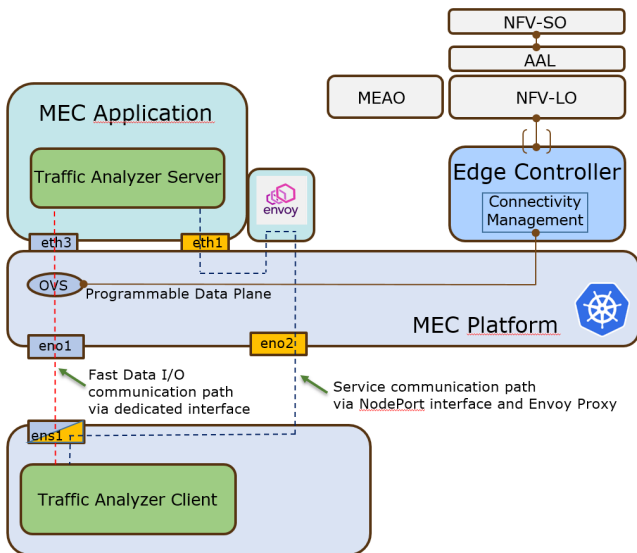 NFV-SO
AAL
MEAO
NFV-LO
MEC Application
Traffic Analyzer Server
envoy
Edge Controller
Connectivity
Management
eth3
eth1
OVS
Programmable Data Plane
MEC Platform
eno1
eno2
Fast Data I/O
communication path
via dedicated interface
Service communication path
via NodePort interface and Envoy Proxy
ens1
Traffic Analyzer Client